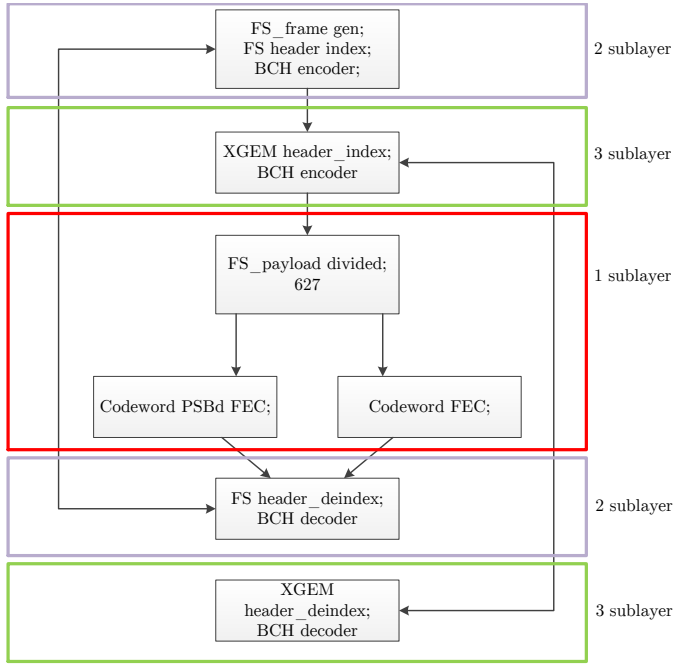 FS_frame gen;
FS header index;
BCH encoder;
2 sublayer
XGEM header_index;
BCH encoder
3 sublayer
FS_payload divided;
627
1 sublayer
Codeword PSBd FEC;
Codeword FEC;
FS header_deindex;
BCH decoder
2 sublayer
XGEM
header_deindex;
BCH decoder
3 sublayer